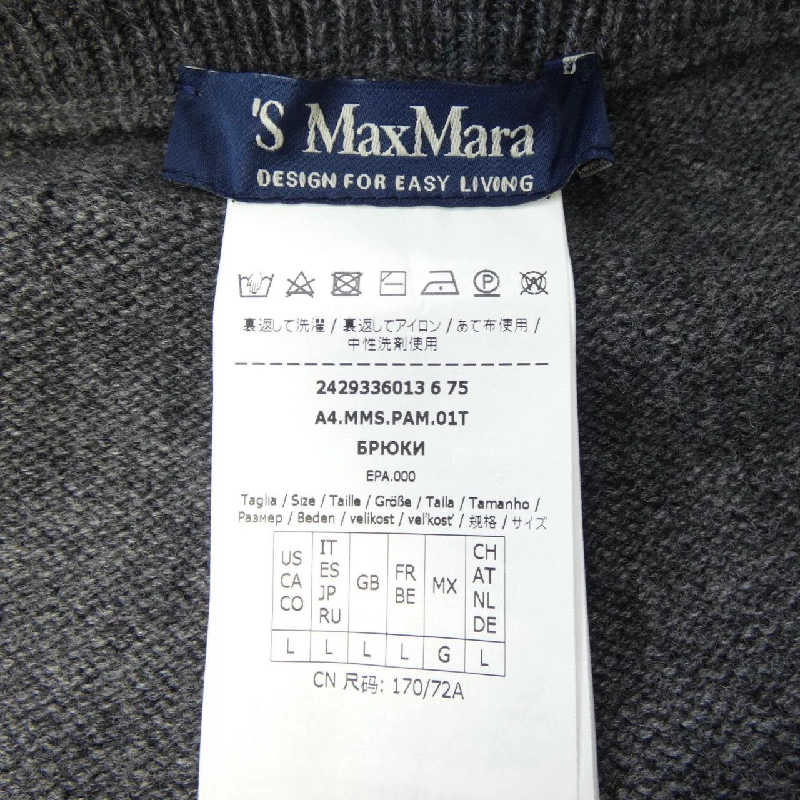 'S MaxMara
DESIGN FOR EASY LIVING
裏返して洗濯 / 裏返してアイロン / あて布使用 /
中性洗剤使用
2429336013 6 75
A4.MMS.PAM.01T
БРЮКИ
EPA.000
Taglia / Size / Taille / Größe / Talla / Tamanho /
Размер / Beden / velikost / veľkosť / 规格 / サイズ
US CA CO | IT ES JP RU | GB | FR BE | MX | CH AT NL DE
L | L | L | L | G | L
CN 尺码: 170/72A